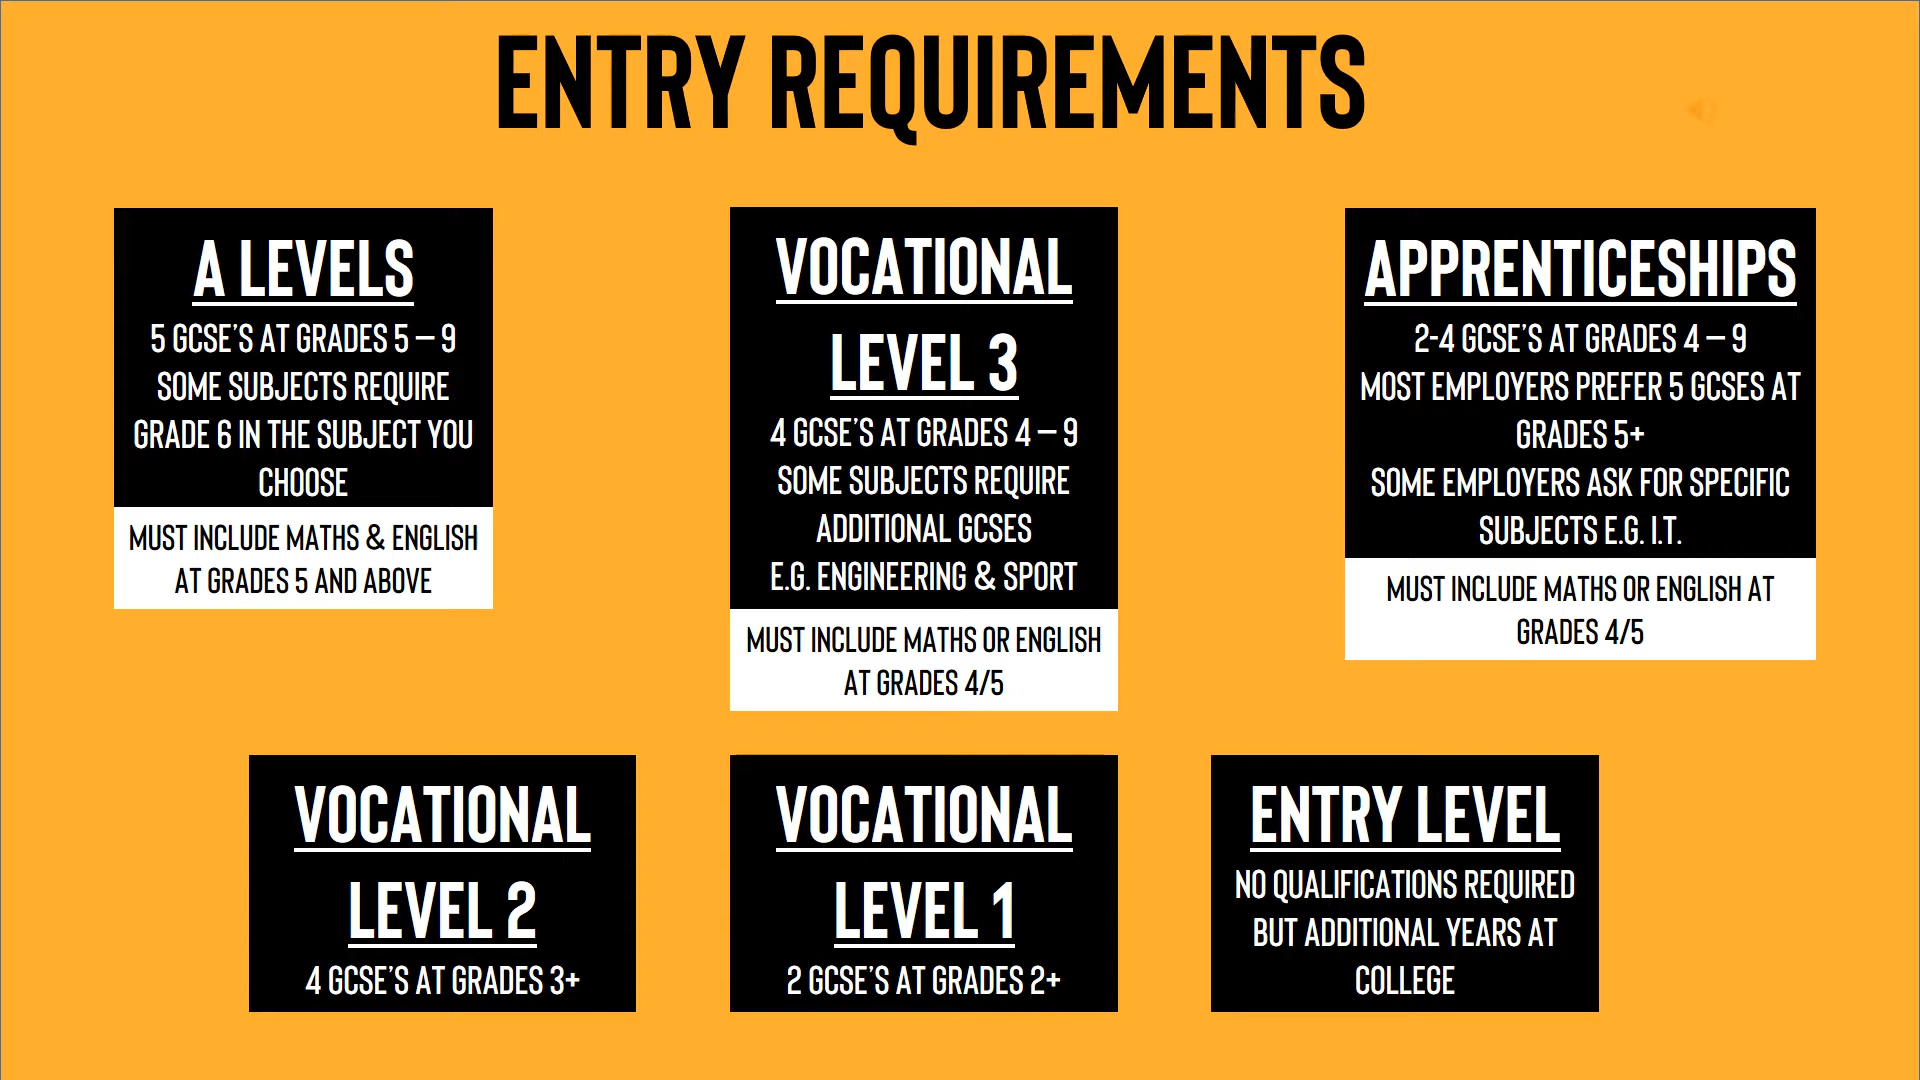 ENTRY REQUIREMENTS
A LEVELS
5 GCSE'S AT GRADES 5 – 9
SOME SUBJECTS REQUIRE
GRADE 6 IN THE SUBJECT YOU
CHOOSE
MUST INCLUDE MATHS & ENGLISH
AT GRADES 5 AND ABOVE
VOCATIONAL
LEVEL 3
4 GCSE'S AT GRADES 4 – 9
SOME SUBJECTS REQUIRE
ADDITIONAL GCSES
E.G. ENGINEERING & SPORT
MUST INCLUDE MATHS OR ENGLISH
AT GRADES 4/5
APPRENTICESHIPS
2-4 GCSE'S AT GRADES 4 – 9
MOST EMPLOYERS PREFER 5 GCSES AT
GRADES 5+
SOME EMPLOYERS ASK FOR SPECIFIC
SUBJECTS E.G. I.T.
MUST INCLUDE MATHS OR ENGLISH AT
GRADES 4/5
VOCATIONAL
LEVEL 2
4 GCSE'S AT GRADES 3+
VOCATIONAL
LEVEL 1
2 GCSE'S AT GRADES 2+
ENTRY LEVEL
NO QUALIFICATIONS REQUIRED
BUT ADDITIONAL YEARS AT
COLLEGE